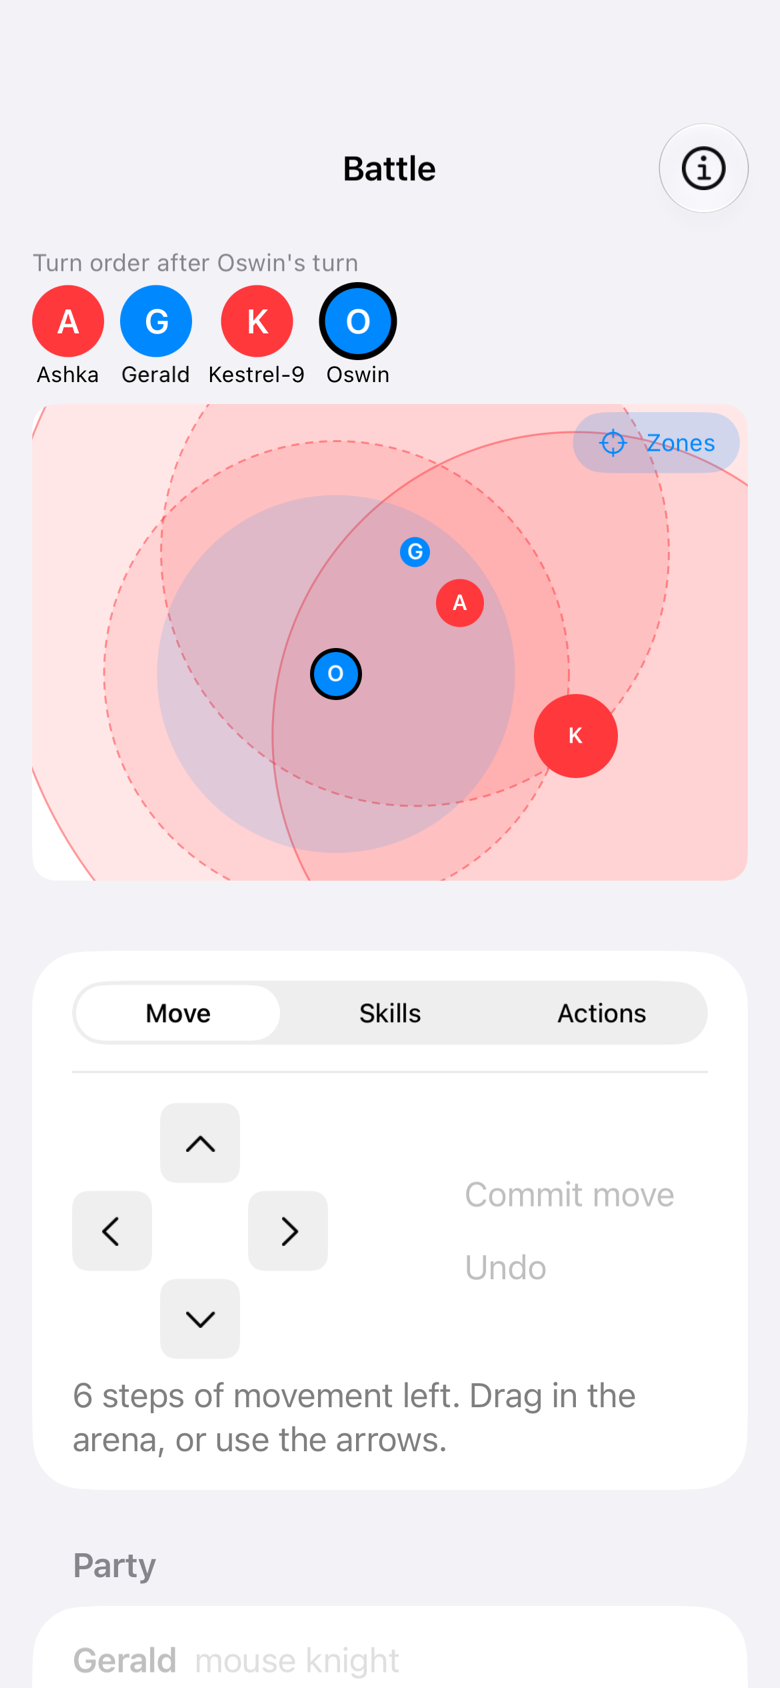 Battle
Turn order after Oswin's turn
A G K O
Ashka Gerald Kestrel-9 Oswin
Zones
G
A
O
K
Move Skills Actions
Commit move
Undo
6 steps of movement left. Drag in the
arena, or use the arrows.
Party
Gerald mouse knight